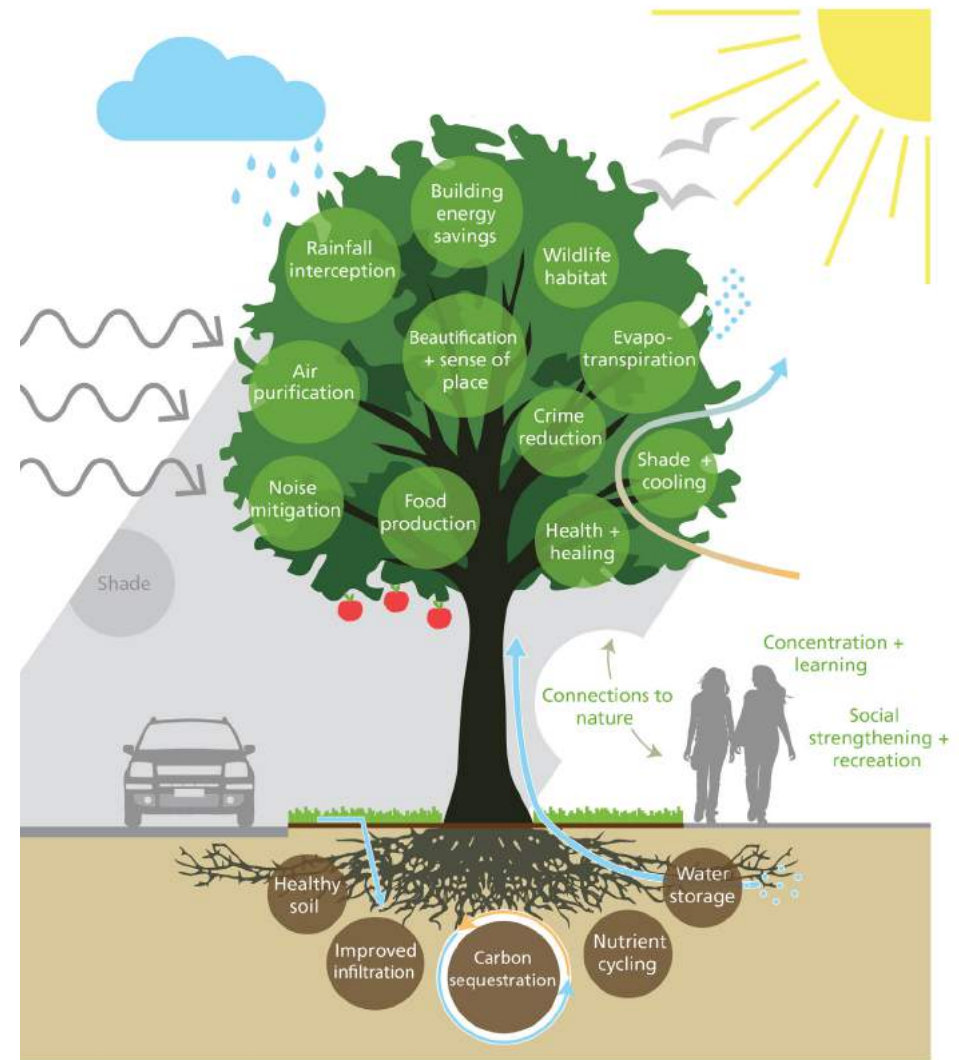 Building
energy
savings
Rainfall
interception
Wildlife
habitat
Beautification
+ sense of
place
Evapo-
transpiration
Air
purification
Crime
reduction
Shade +
cooling
Noise
mitigation
Food
production
Health +
healing
Shade
Concentration +
learning
Connections to
nature
Social
strengthening +
recreation
Healthy
soil
Water
storage
Improved
infiltration
Carbon
sequestration
Nutrient
cycling